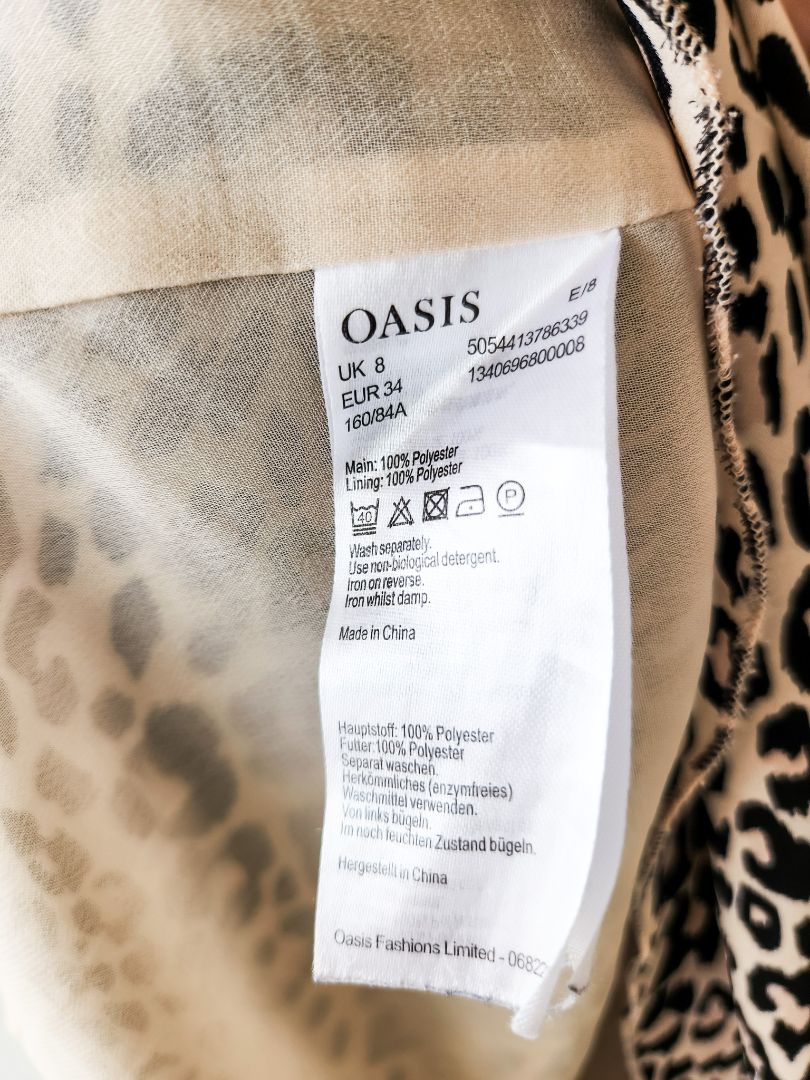 OASIS
E/8
UK 8
5054413786339
EUR 34
1340696800008
160/84A
Main: 100% Polyester
Lining: 100% Polyester
40
P
Wash separately.
Use non-biological detergent.
Iron on reverse.
Iron whilst damp.
Made in China
Hauptstoff: 100% Polyester
Futter:100% Polyester
Separat waschen.
Herkömmliches (enzymfreies)
Waschmittel verwenden.
Von links bügeln.
Im noch feuchten Zustand bügeln.
Hergestellt in China
Oasis Fashions Limited -